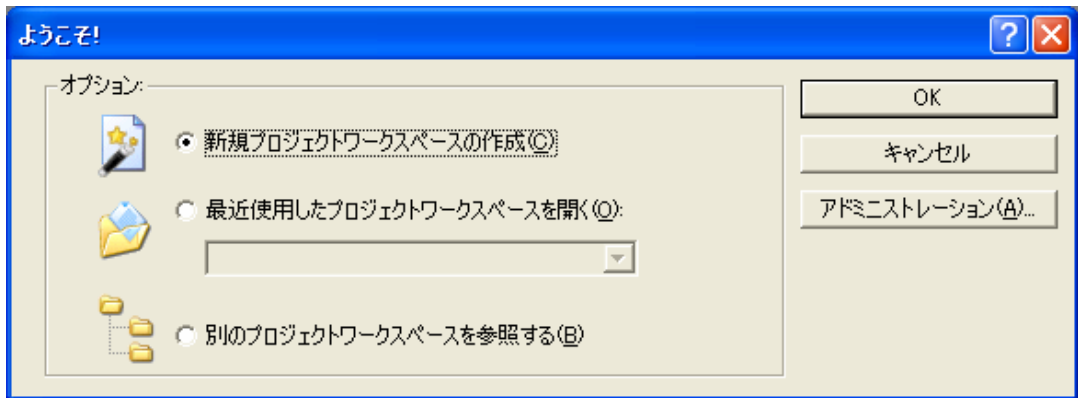 ようこそ!
オプション:
新規プロジェクトワークスペースの作成(C)
最近使用したプロジェクトワークスペースを開く(O):
別のプロジェクトワークスペースを参照する(B)
OK
キャンセル
アドミニストレーション(A)...